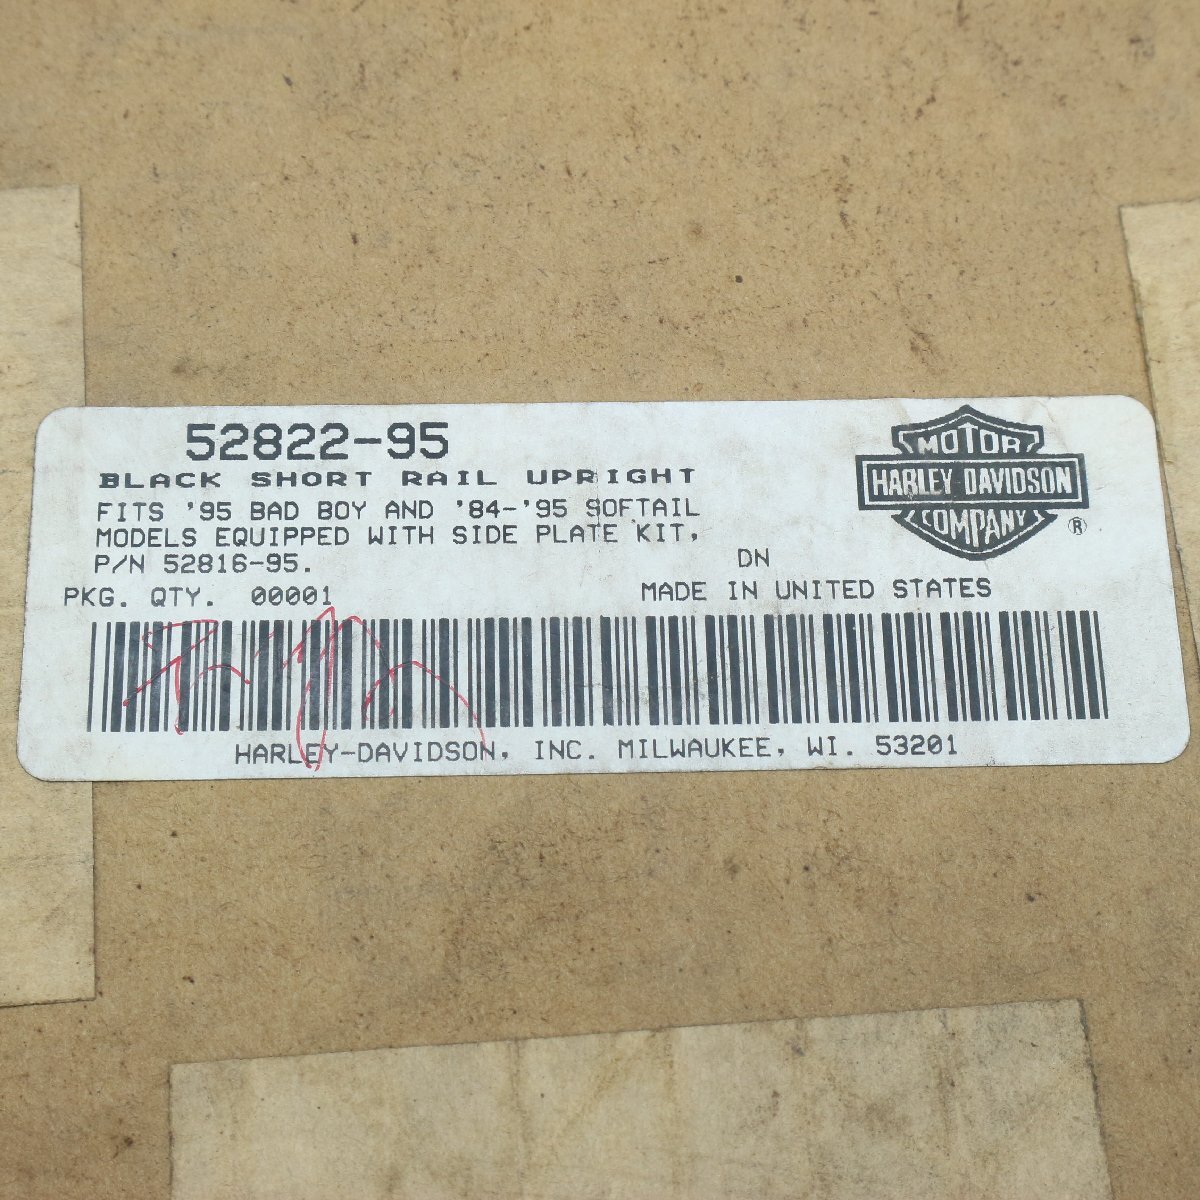 52822-95
BLACK SHORT RAIL UPRIGHT
FITS '95 BAD BOY AND '84-'95 SOFTAIL
MODELS EQUIPPED WITH SIDE PLATE KIT,
P/N 52816-95.
DN
PKG. QTY. 00001
MADE IN UNITED STATES
MOTOR
HARLEY-DAVIDSON
COMPANY
®
HARLEY-DAVIDSON, INC. MILWAUKEE, WI. 53201